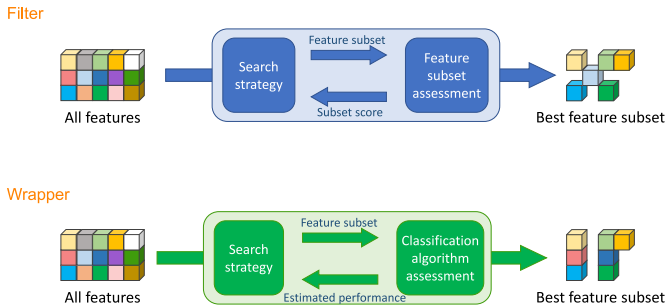 Filter
Feature subset
Search
strategy
Feature
subset
assessment
Subset score
All features
Best feature subset
Wrapper
Feature subset
Search
strategy
Classification
algorithm
assessment
Estimated performance
All features
Best feature subset